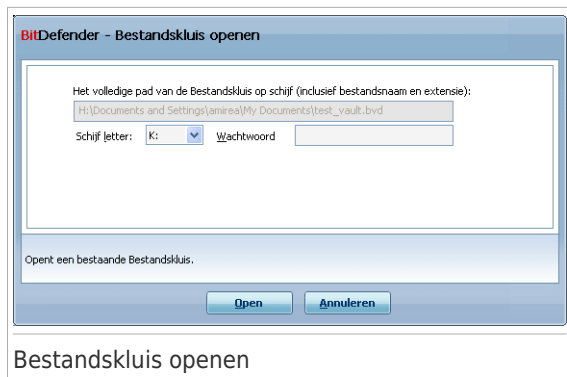 BitDefender - Bestandskluis openen
Het volledige pad van de Bestandskluis op schijf (inclusief bestandsnaam en extensie):
H:\Documents and Settings\amirea\My Documents\test_vault.bvd
Schijf letter: K: Wachtwoord
Opent een bestaande Bestandskluis.
Open Annuleren
Bestandskluis openen